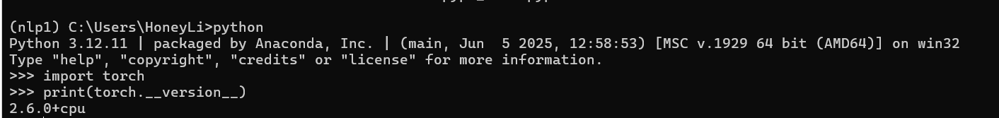 (nlp1) C:\Users\HoneyLi>python
Python 3.12.11 | packaged by Anaconda, Inc. | (main, Jun  5 2025, 12:58:53) [MSC v.1929 64 bit (AMD64)] on win32
Type "help", "copyright", "credits" or "license" for more information.
>>> import torch
>>> print(torch.__version__)
2.6.0+cpu